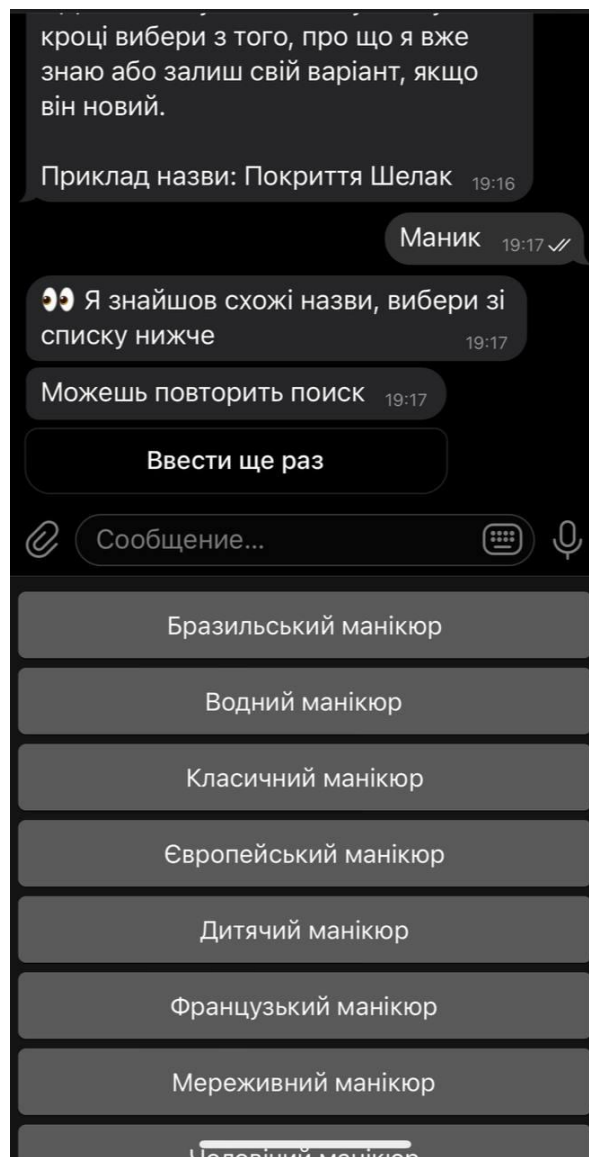 кроці вибери з того, про що я вже
знаю або залиш свій варіант, якщо
він новий.
Приклад назви: Покриття Шелак 19:16
Маник 19:17
👀 Я знайшов схожі назви, вибери зі
списку нижче 19:17
Можешь повторить поиск 19:17
Ввести ще раз
Сообщение...
Бразильський манікюр
Водний манікюр
Класичний манікюр
Європейський манікюр
Дитячий манікюр
Французький манікюр
Мереживний манікюр